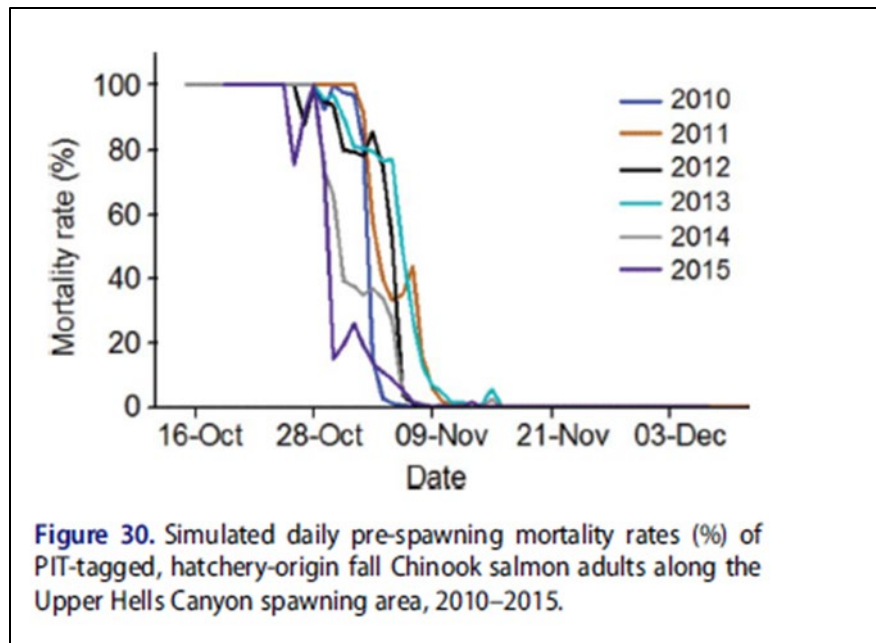 100
80
60
40
20
0
Mortality rate (%)
2010
2011
2012
2013
2014
2015
16-Oct 28-Oct 09-Nov 21-Nov 03-Dec
Date
Figure 30. Simulated daily pre-spawning mortality rates (%) of
PIT-tagged, hatchery-origin fall Chinook salmon adults along the
Upper Hells Canyon spawning area, 2010–2015.